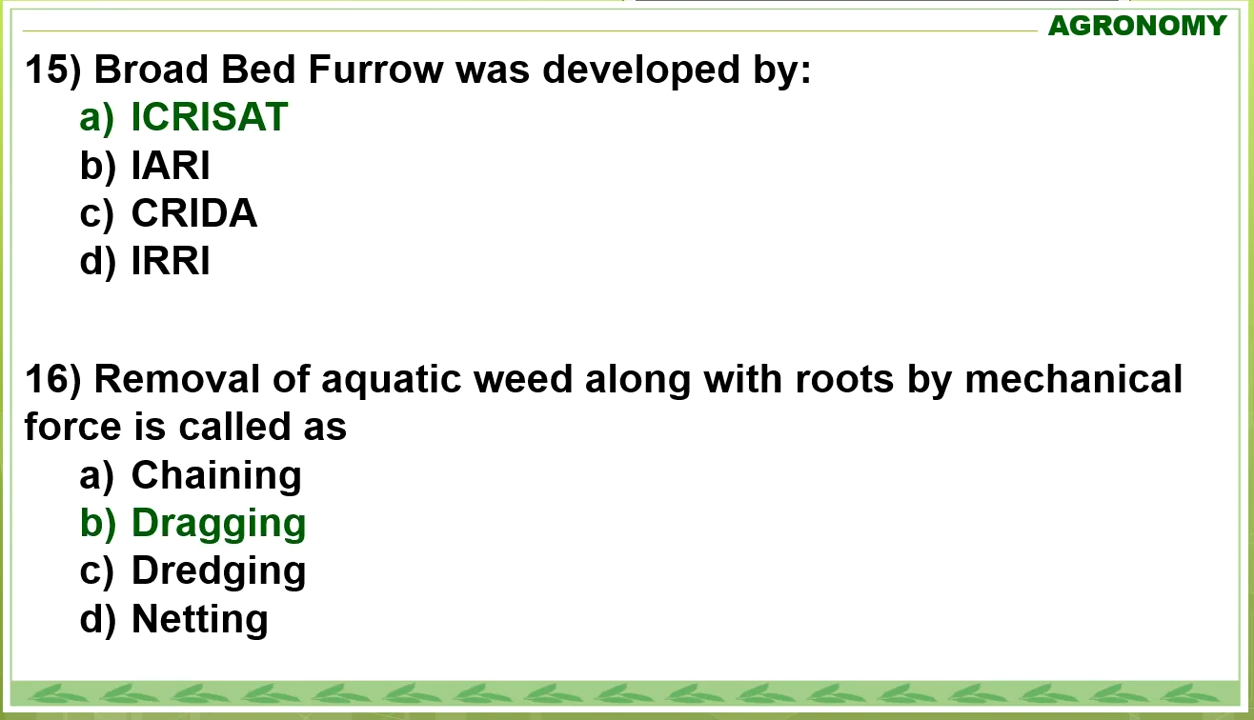 AGRONOMY
15) Broad Bed Furrow was developed by:
a) ICRISAT
b) IARI
c) CRIDA
d) IRRI
16) Removal of aquatic weed along with roots by mechanical
force is called as
a) Chaining
b) Dragging
c) Dredging
d) Netting